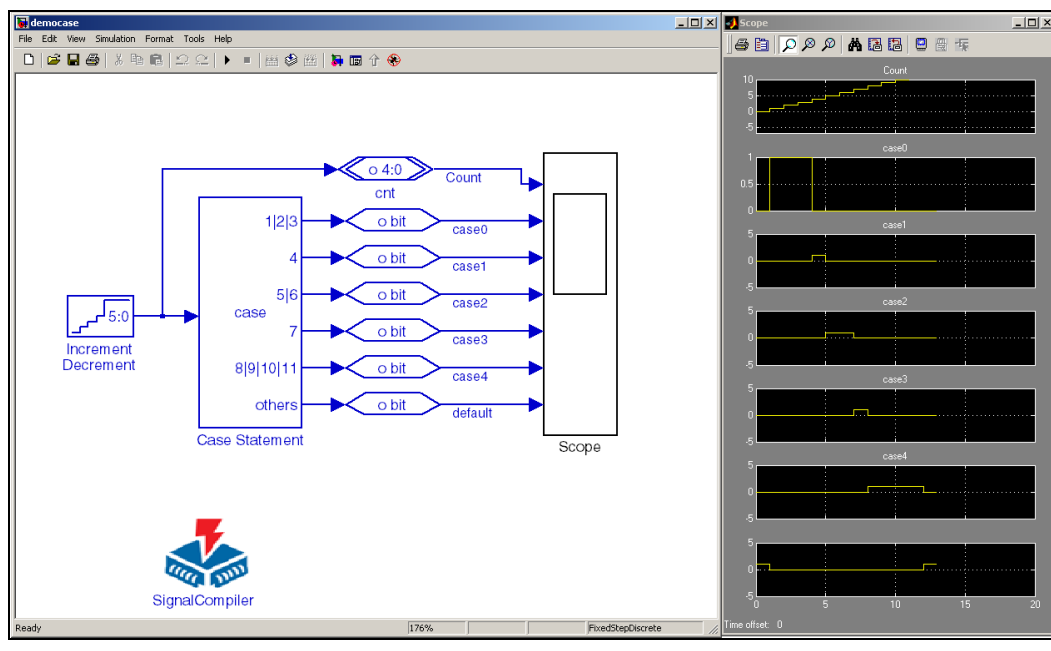 democase
File Edit View Simulation Format Tools Help
o 4:0
Count
cnt
1|2|3
o bit
case0
4
o bit
case1
5|6
o bit
case2
case
7
o bit
case3
8|9|10|11
o bit
case4
others
o bit
default
5:0
Increment
Decrement
Case Statement
Scope
SignalCompiler
Ready
176%
FixedStepDiscrete
Scope
Count
10
5
0
-5
case0
1
0.5
0
case1
5
0
-5
case2
5
0
-5
case3
5
0
-5
case4
5
0
-5
5
0
-5
0 5 10 15 20
Time offset: 0